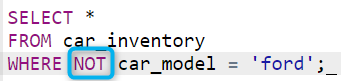 SELECT *
FROM car_inventory
WHERE NOT car_model = 'ford';_